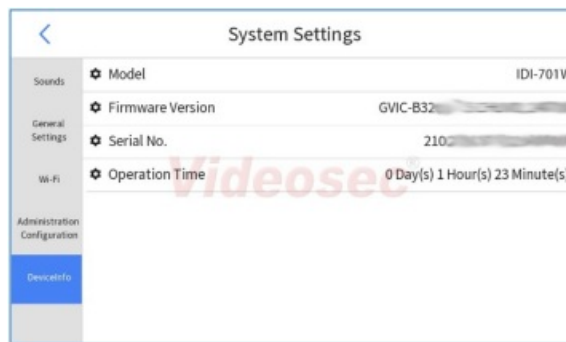 System Settings
Sounds
General
Settings
Wi-Fi
Administration
Configuration
DeviceInfo
Model IDI-701W
Firmware Version GVIC-B32
Serial No. 210
Operation Time 0 Day(s) 1 Hour(s) 23 Minute(s)
Videosec®